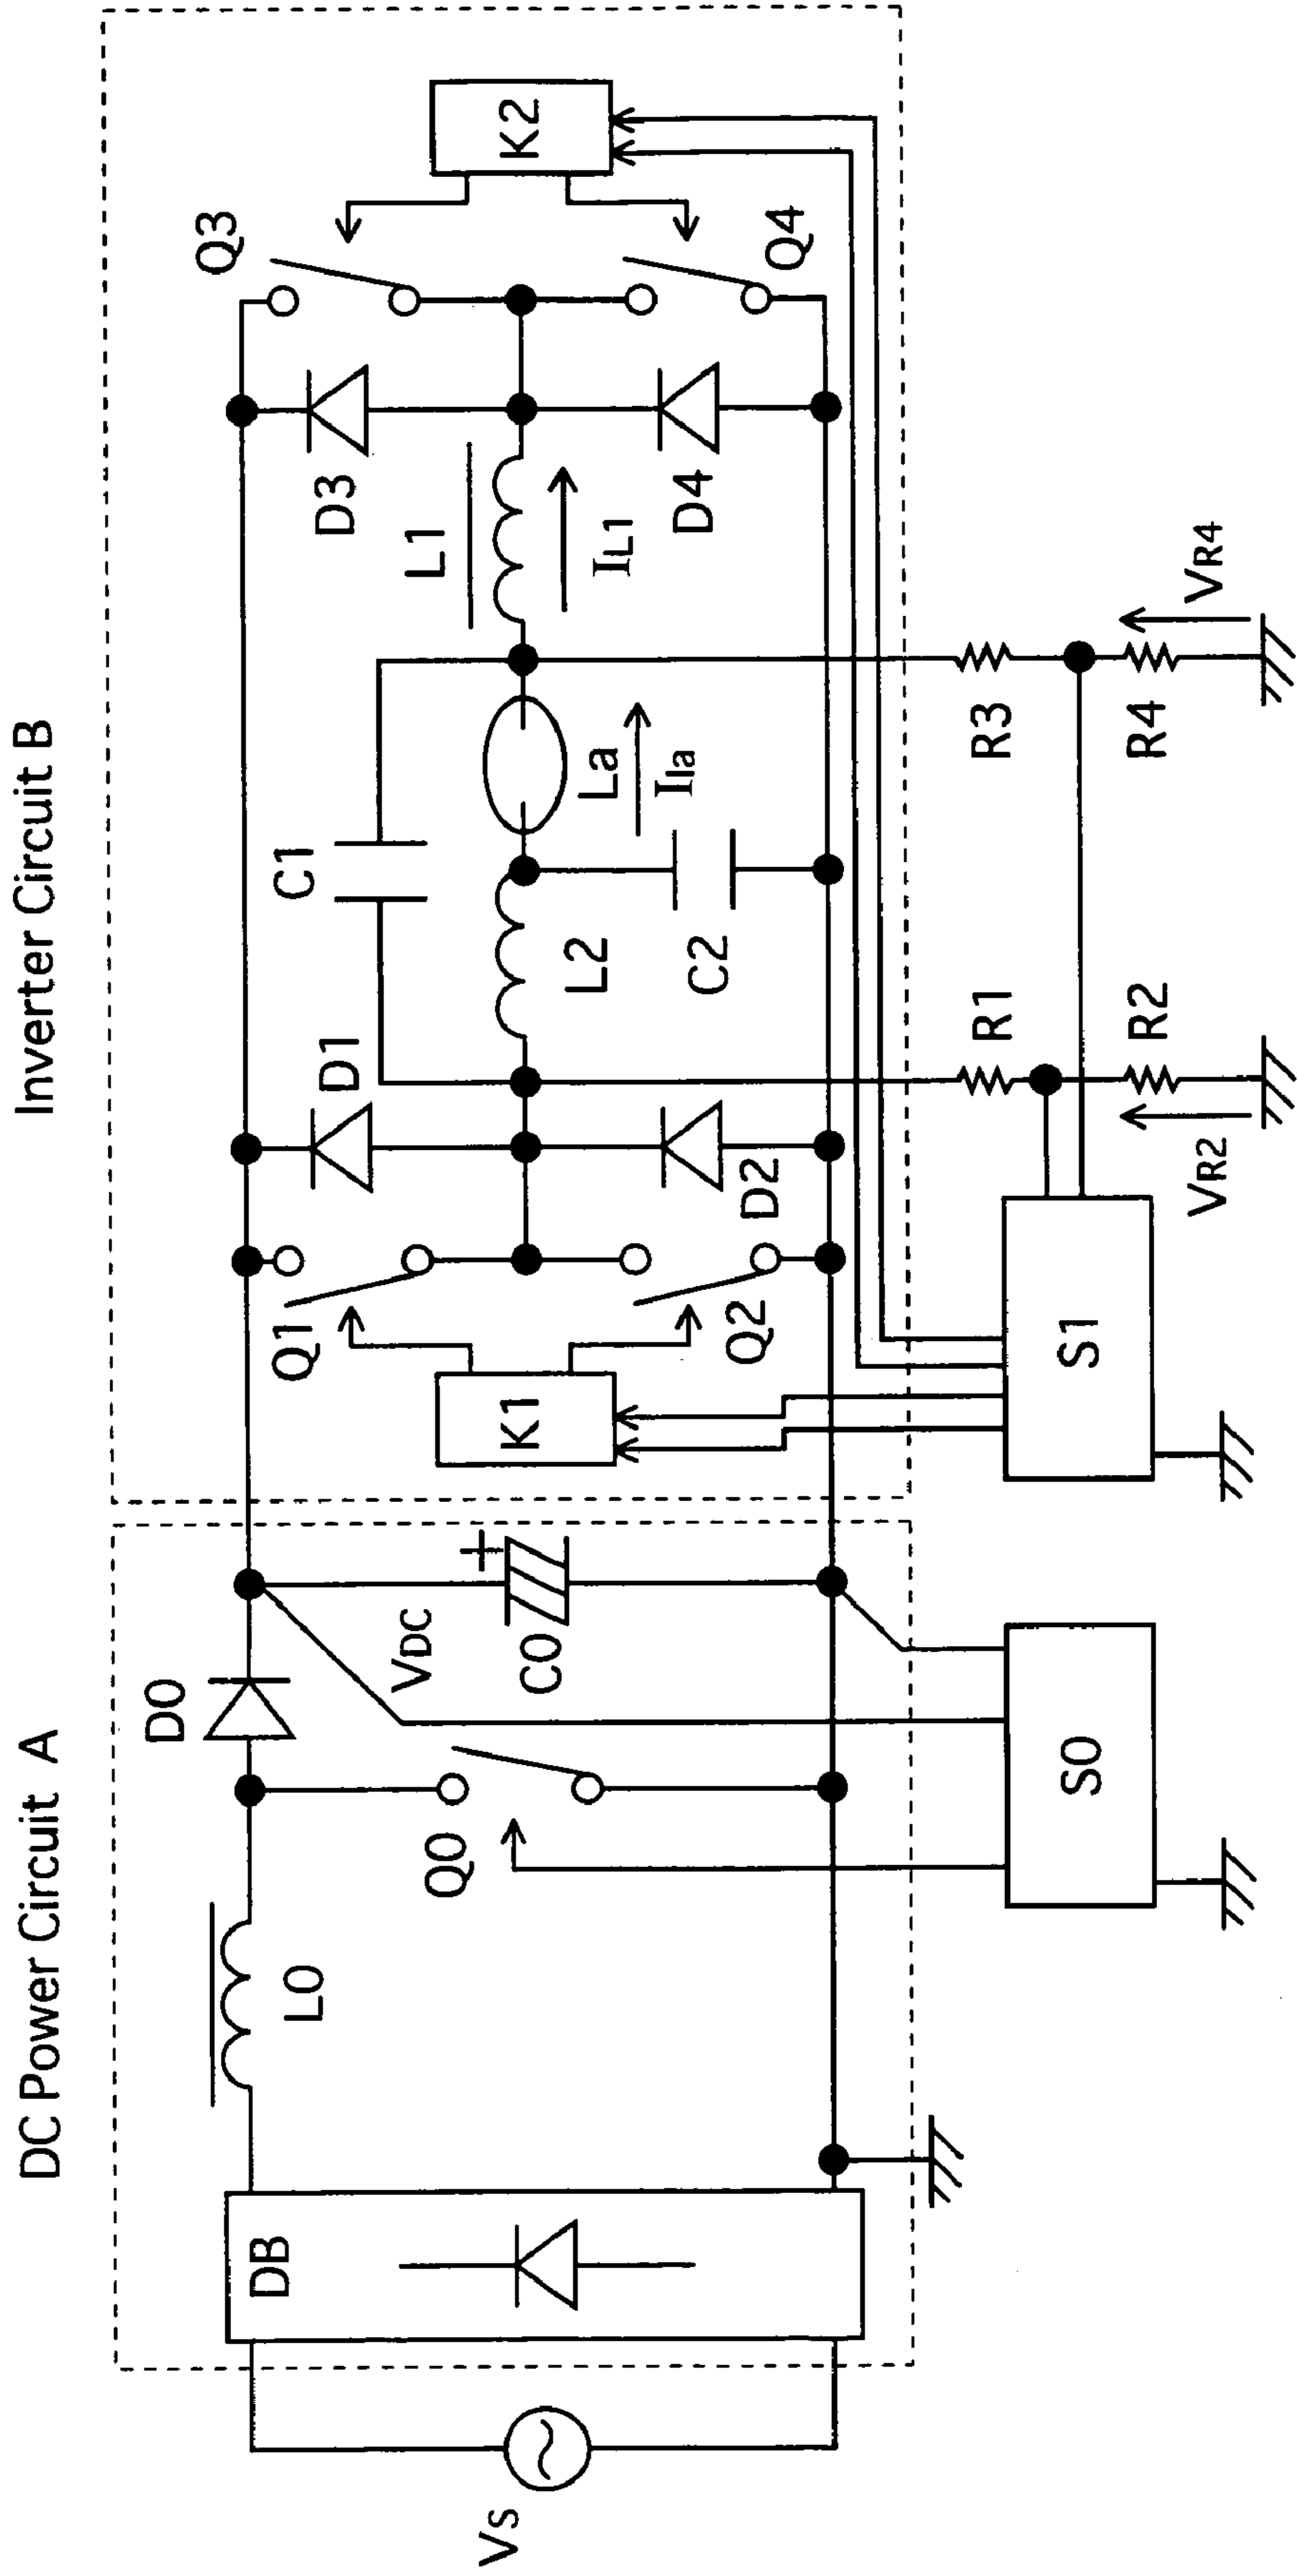 DC Power Circuit A
Inverter Circuit B
Vs
DB
L0
D0
Q0
VDC
C0
+
S0
K1
Q1
Q2
D1
D2
C1
L2
C2
La
Ila
L1
IL1
D3
D4
Q3
Q4
K2
S1
R1
R2
VR2
R3
R4
VR4